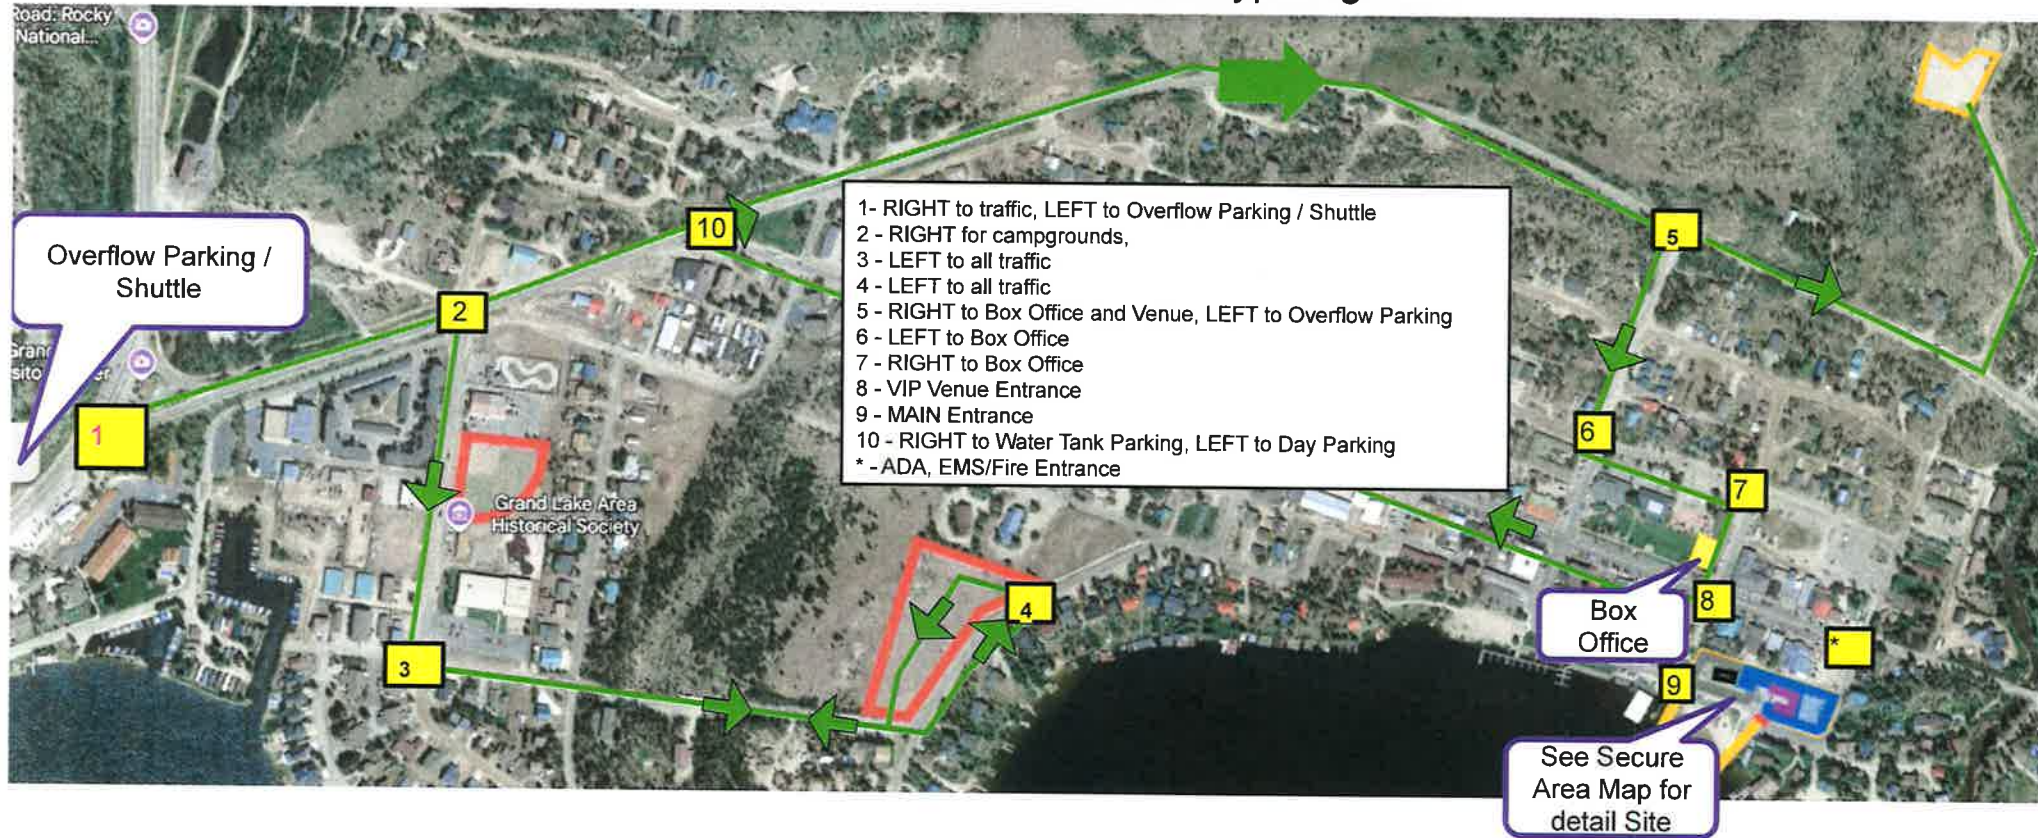 Road: Rocky
National...
Overflow Parking /
Shuttle
1
2
10
1- RIGHT to traffic, LEFT to Overflow Parking / Shuttle
2 - RIGHT for campgrounds,
3 - LEFT to all traffic
4 - LEFT to all traffic
5 - RIGHT to Box Office and Venue, LEFT to Overflow Parking
6 - LEFT to Box Office
7 - RIGHT to Box Office
8 - VIP Venue Entrance
9 - MAIN Entrance
10 - RIGHT to Water Tank Parking, LEFT to Day Parking
* - ADA, EMS/Fire Entrance
5
6
7
Grand Lake Area
Historical Society
3
4
Box
Office
8
*
9
See Secure
Area Map for
detail Site